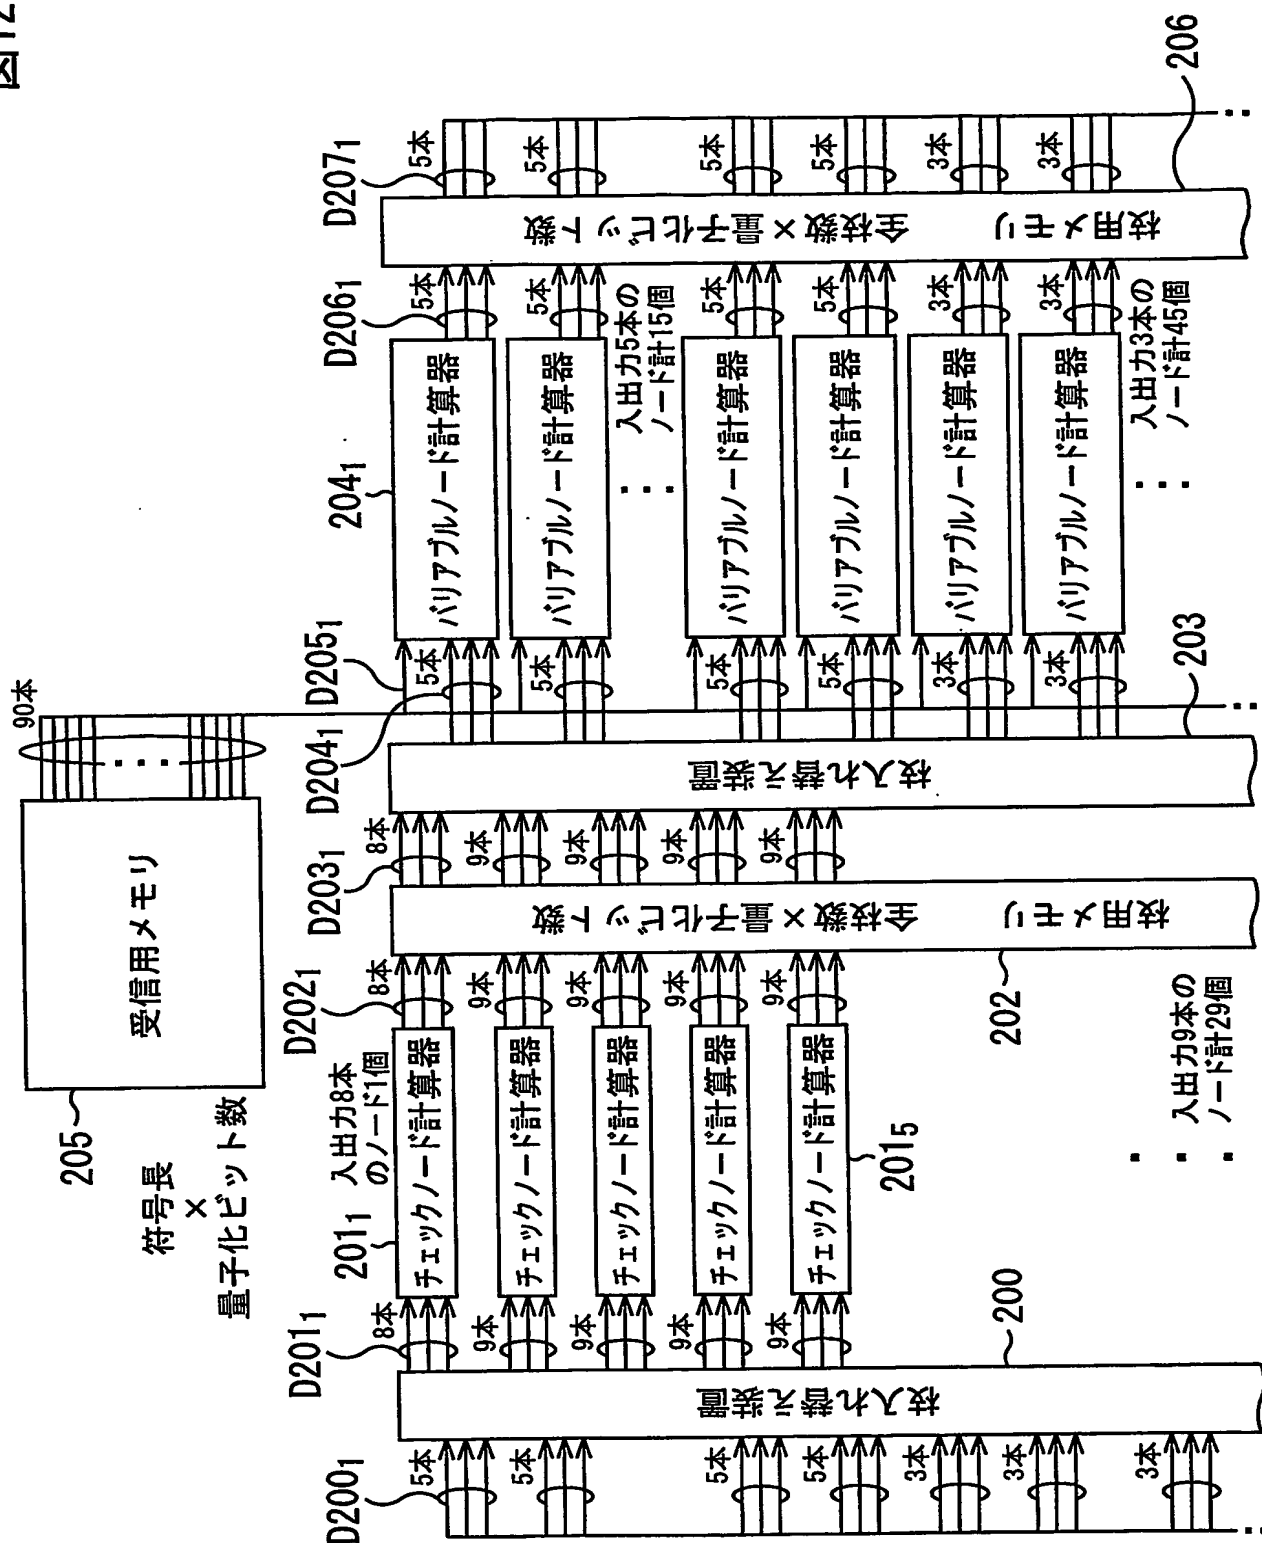 図12
205
符号長
×
量子化ビット数
受信用メモリ
90本
D200₁
5本
5本
5本
5本
3本
3本
3本
枝入れ替え装置
200
D201₁
8本
9本
9本
9本
9本
201₁
入出力8本
のノード1個
チェックノード計算器
チェックノード計算器
チェックノード計算器
チェックノード計算器
チェックノード計算器
201₅
入出力9本の
ノード計29個
D202₁
8本
9本
9本
9本
9本
枝用メモリ 全枝数×量子化ビット数
202
D203₁
8本
9本
9本
9本
9本
枝入れ替え装置
203
D204₁
D205₁
5本
5本
5本
5本
3本
3本
204₁
バリアブルノード計算器
バリアブルノード計算器
入出力5本の
ノード計15個
バリアブルノード計算器
バリアブルノード計算器
バリアブルノード計算器
バリアブルノード計算器
入出力3本の
ノード計45個
D206₁
5本
5本
5本
5本
3本
3本
枝用メモリ 全枝数×量子化ビット数
206
D207₁
5本
5本
5本
5本
3本
3本